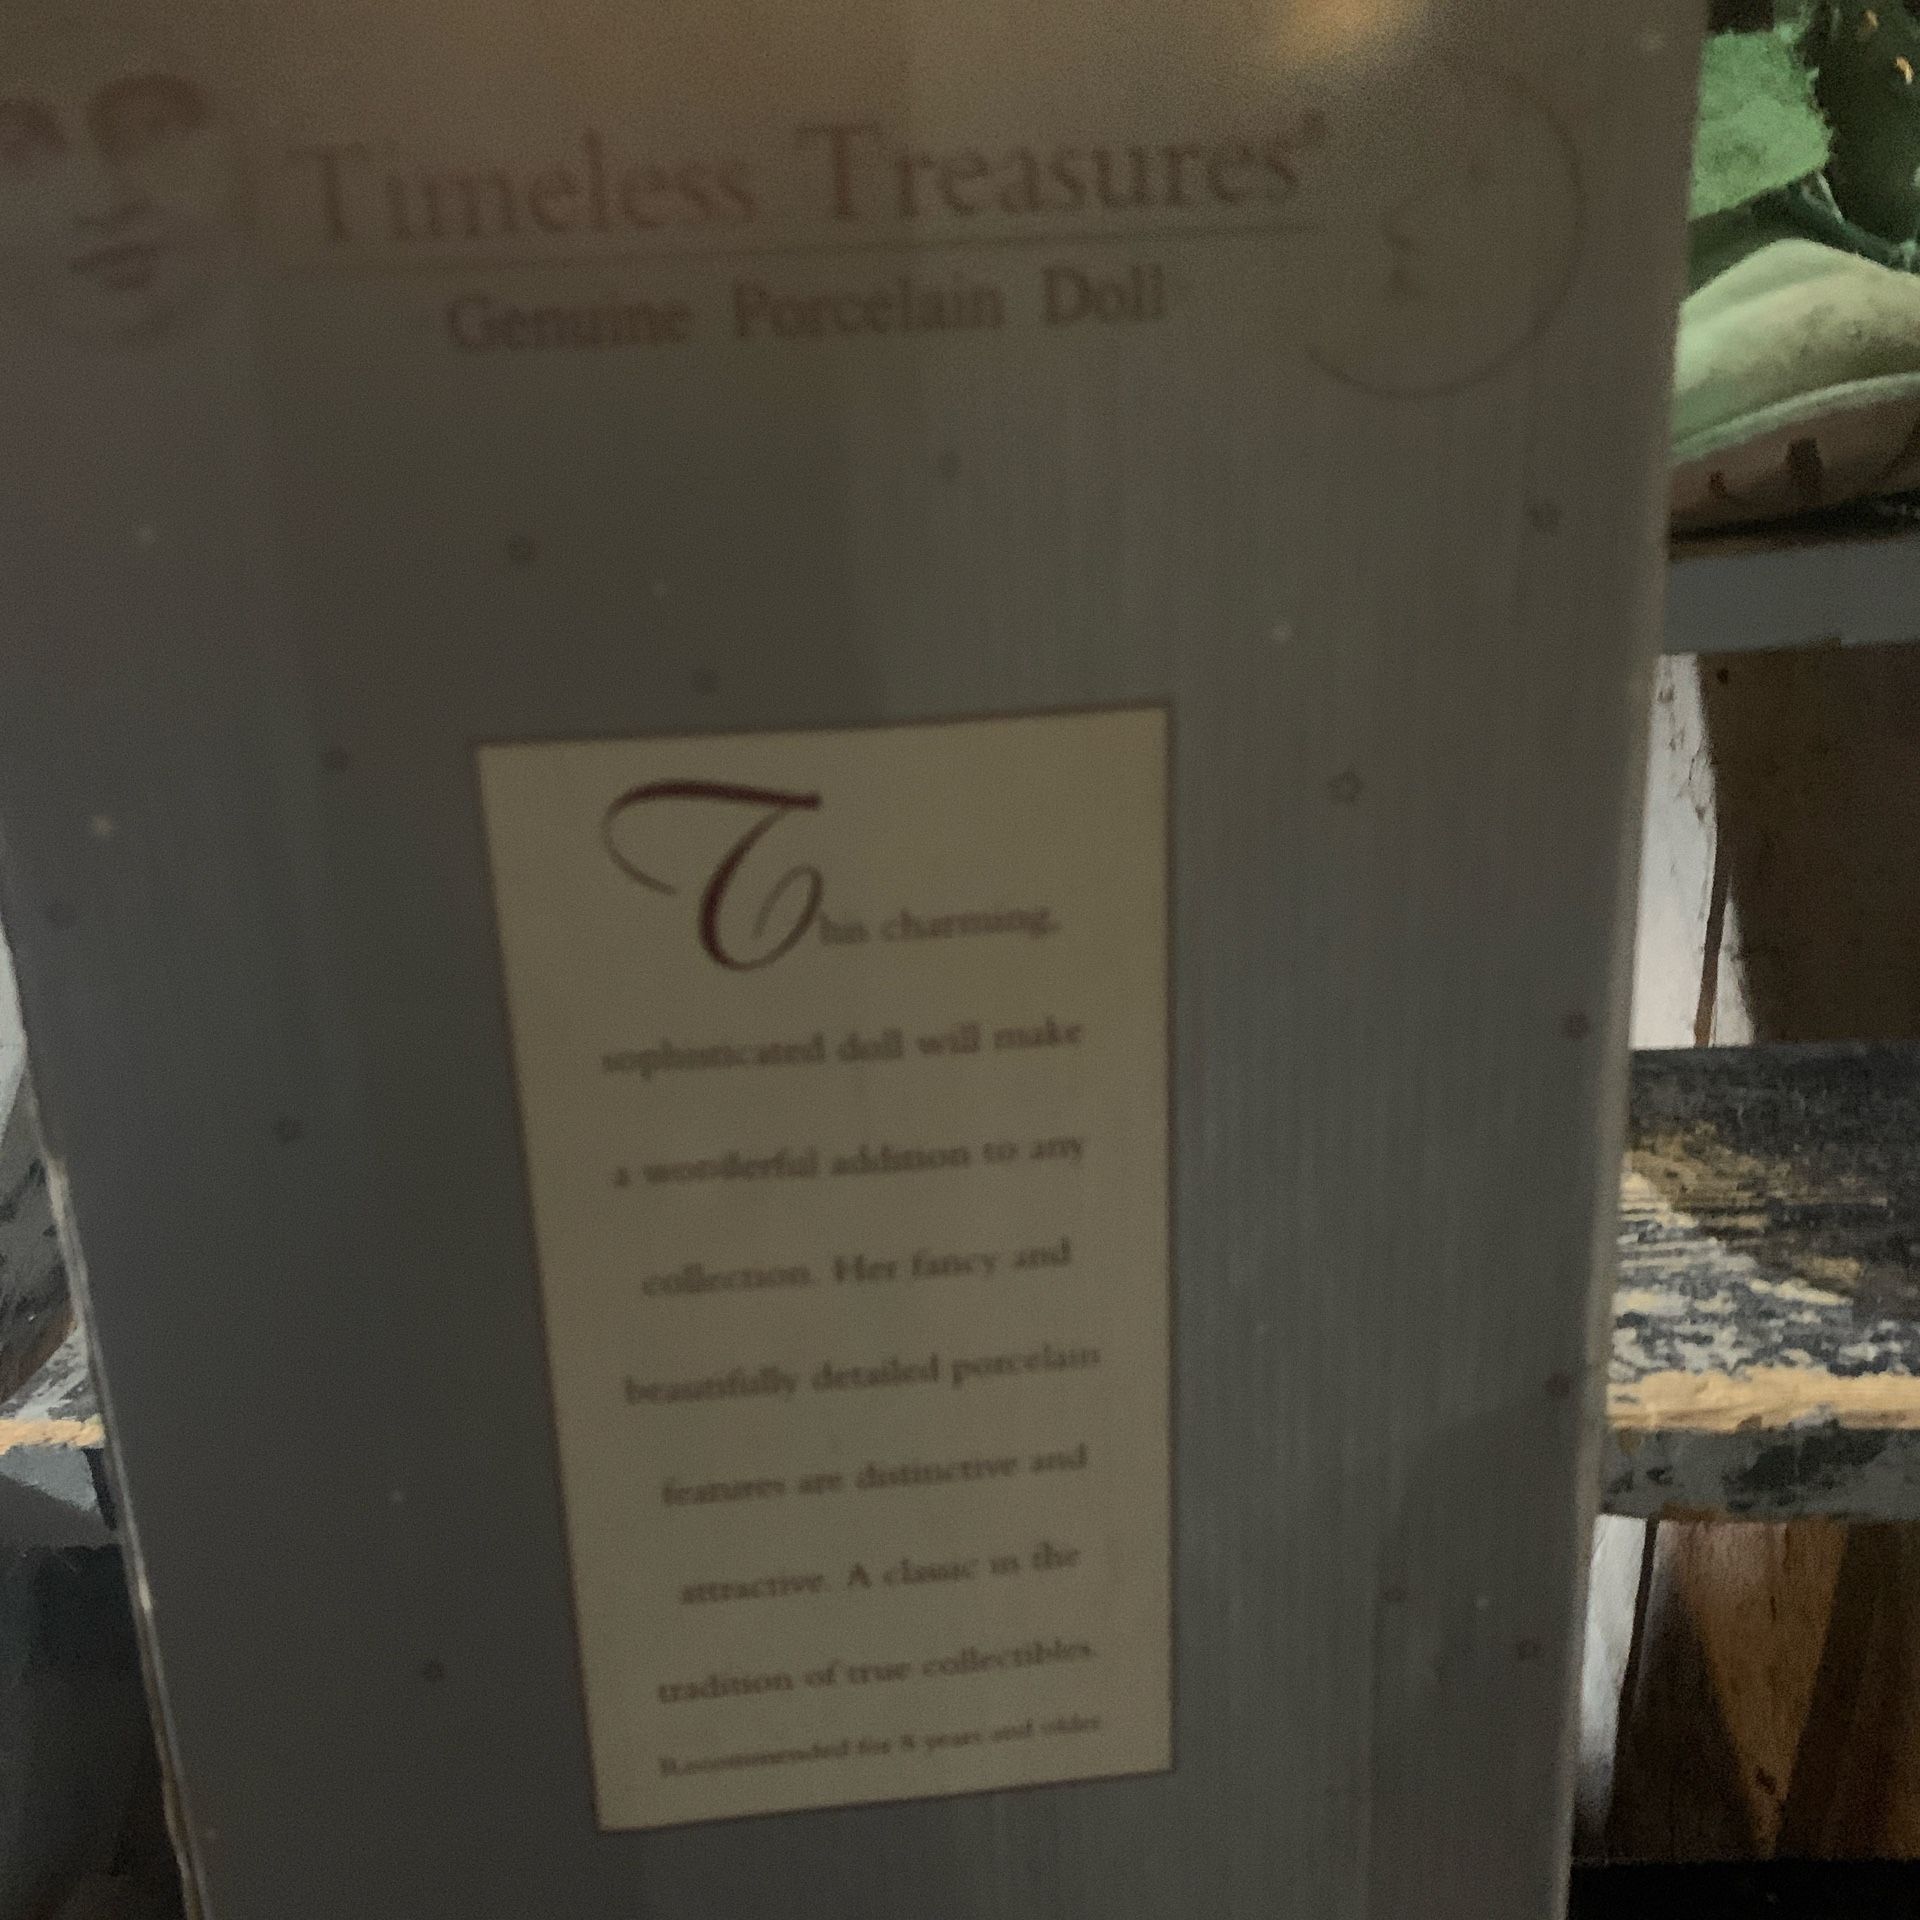 Timeless Treasures®
Genuine Porcelain Doll
This charming,
sophisticated doll will make
a wonderful addition to any
collection. Her fancy and
beautifully detailed porcelain
features are distinctive and
attractive. A classic in the
tradition of true collectibles.
Recommended for 8 years and older